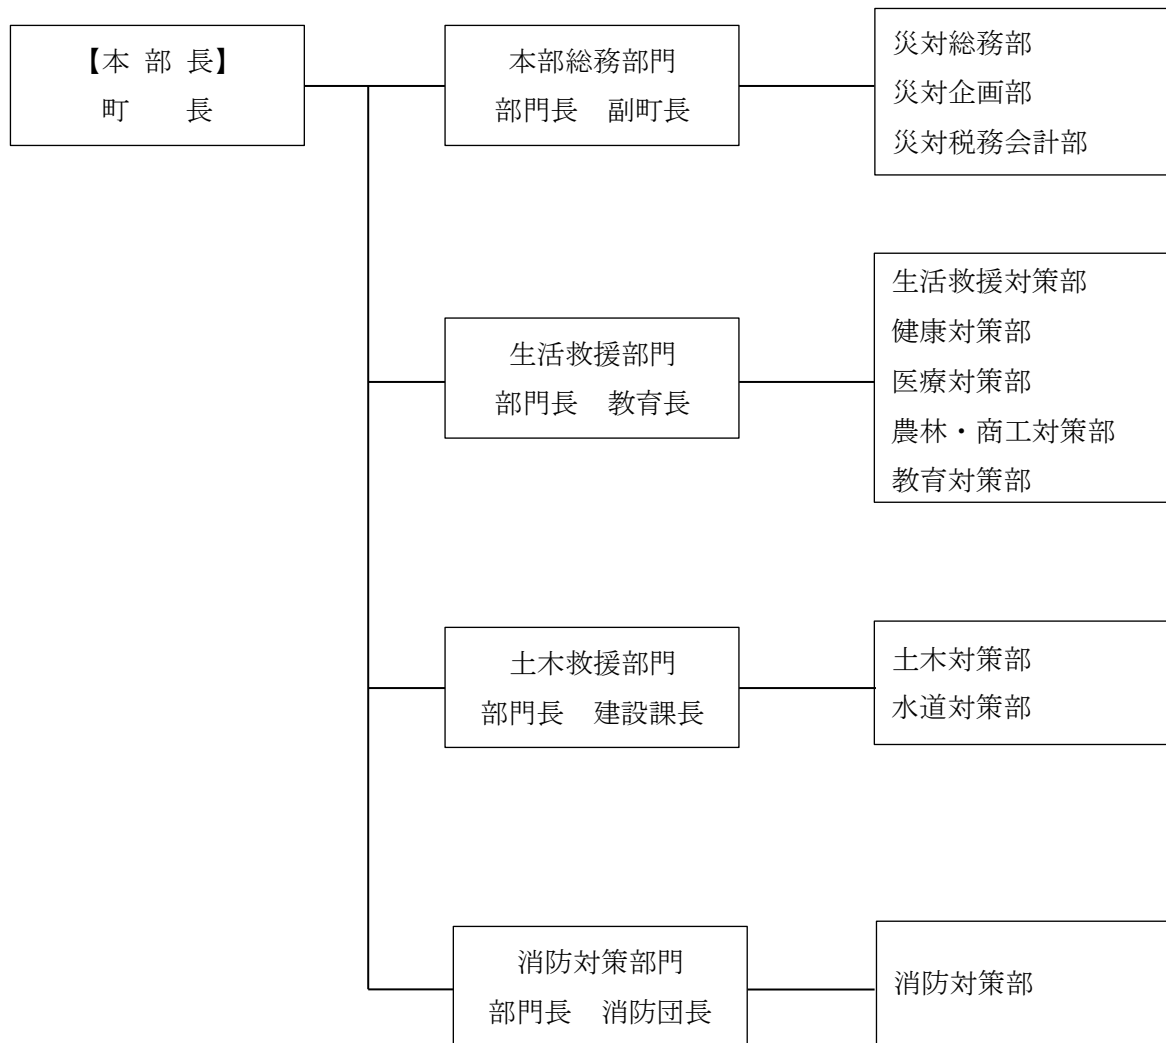 【本 部 長】
町　　長
本部総務部門
部門長　副町長
災対総務部
災対企画部
災対税務会計部
生活救援部門
部門長　教育長
生活救援対策部
健康対策部
医療対策部
農林・商工対策部
教育対策部
土木救援部門
部門長　建設課長
土木対策部
水道対策部
消防対策部門
部門長　消防団長
消防対策部